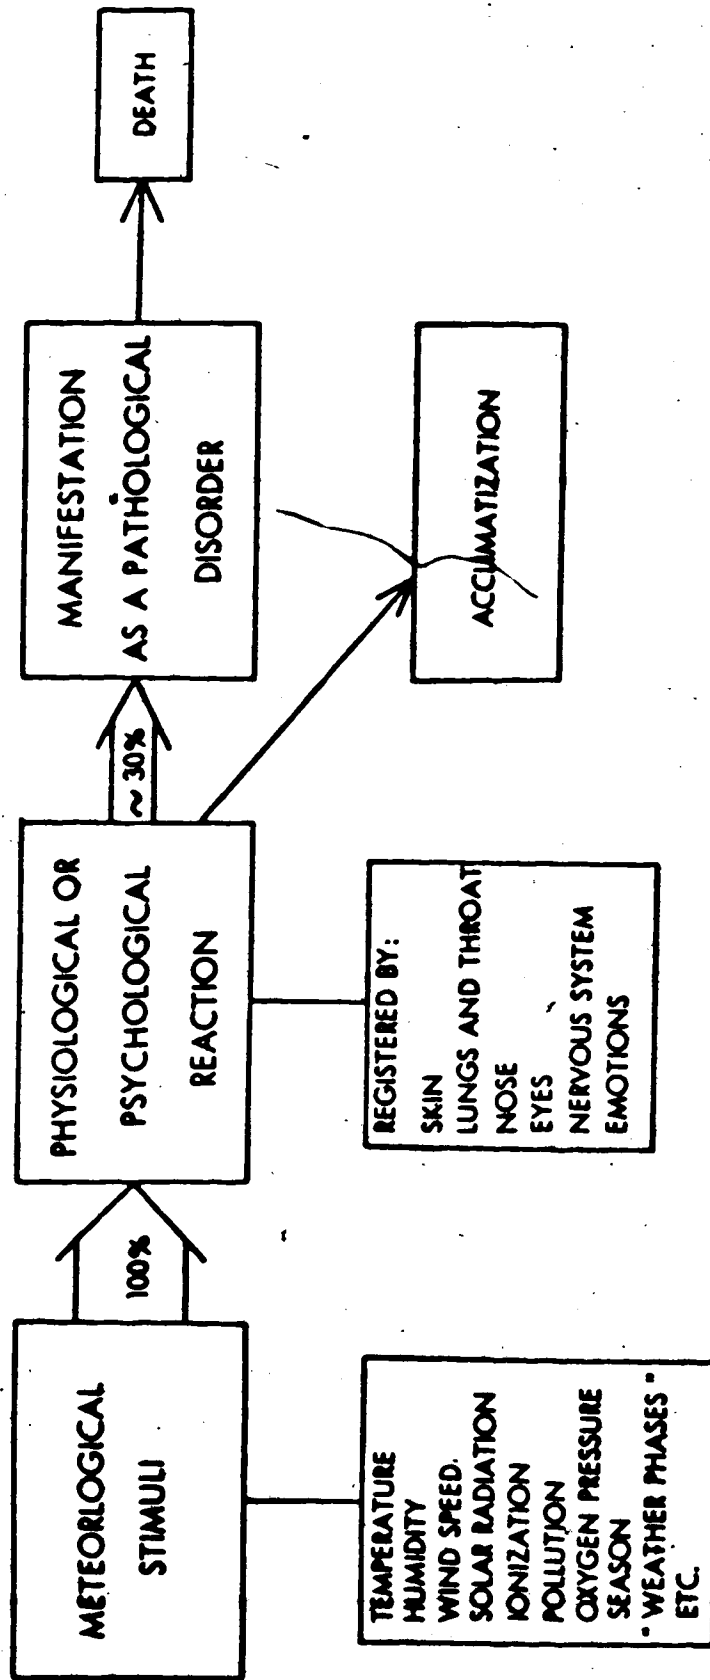 METEORLOGICAL
STIMULI
100%
PHYSIOLOGICAL OR
PSYCHOLOGICAL
REACTION
~ 30%
MANIFESTATION
AS A PATHOLOGICAL
DISORDER
DEATH
TEMPERATURE
HUMIDITY
WIND SPEED.
SOLAR RADIATION
IONIZATION
POLLUTION
OXYGEN PRESSURE
SEASON
"WEATHER PHASES"
ETC.
REGISTERED BY:
SKIN
LUNGS AND THROAT
NOSE
EYES
NERVOUS SYSTEM
EMOTIONS
ACCLIMATIZATION